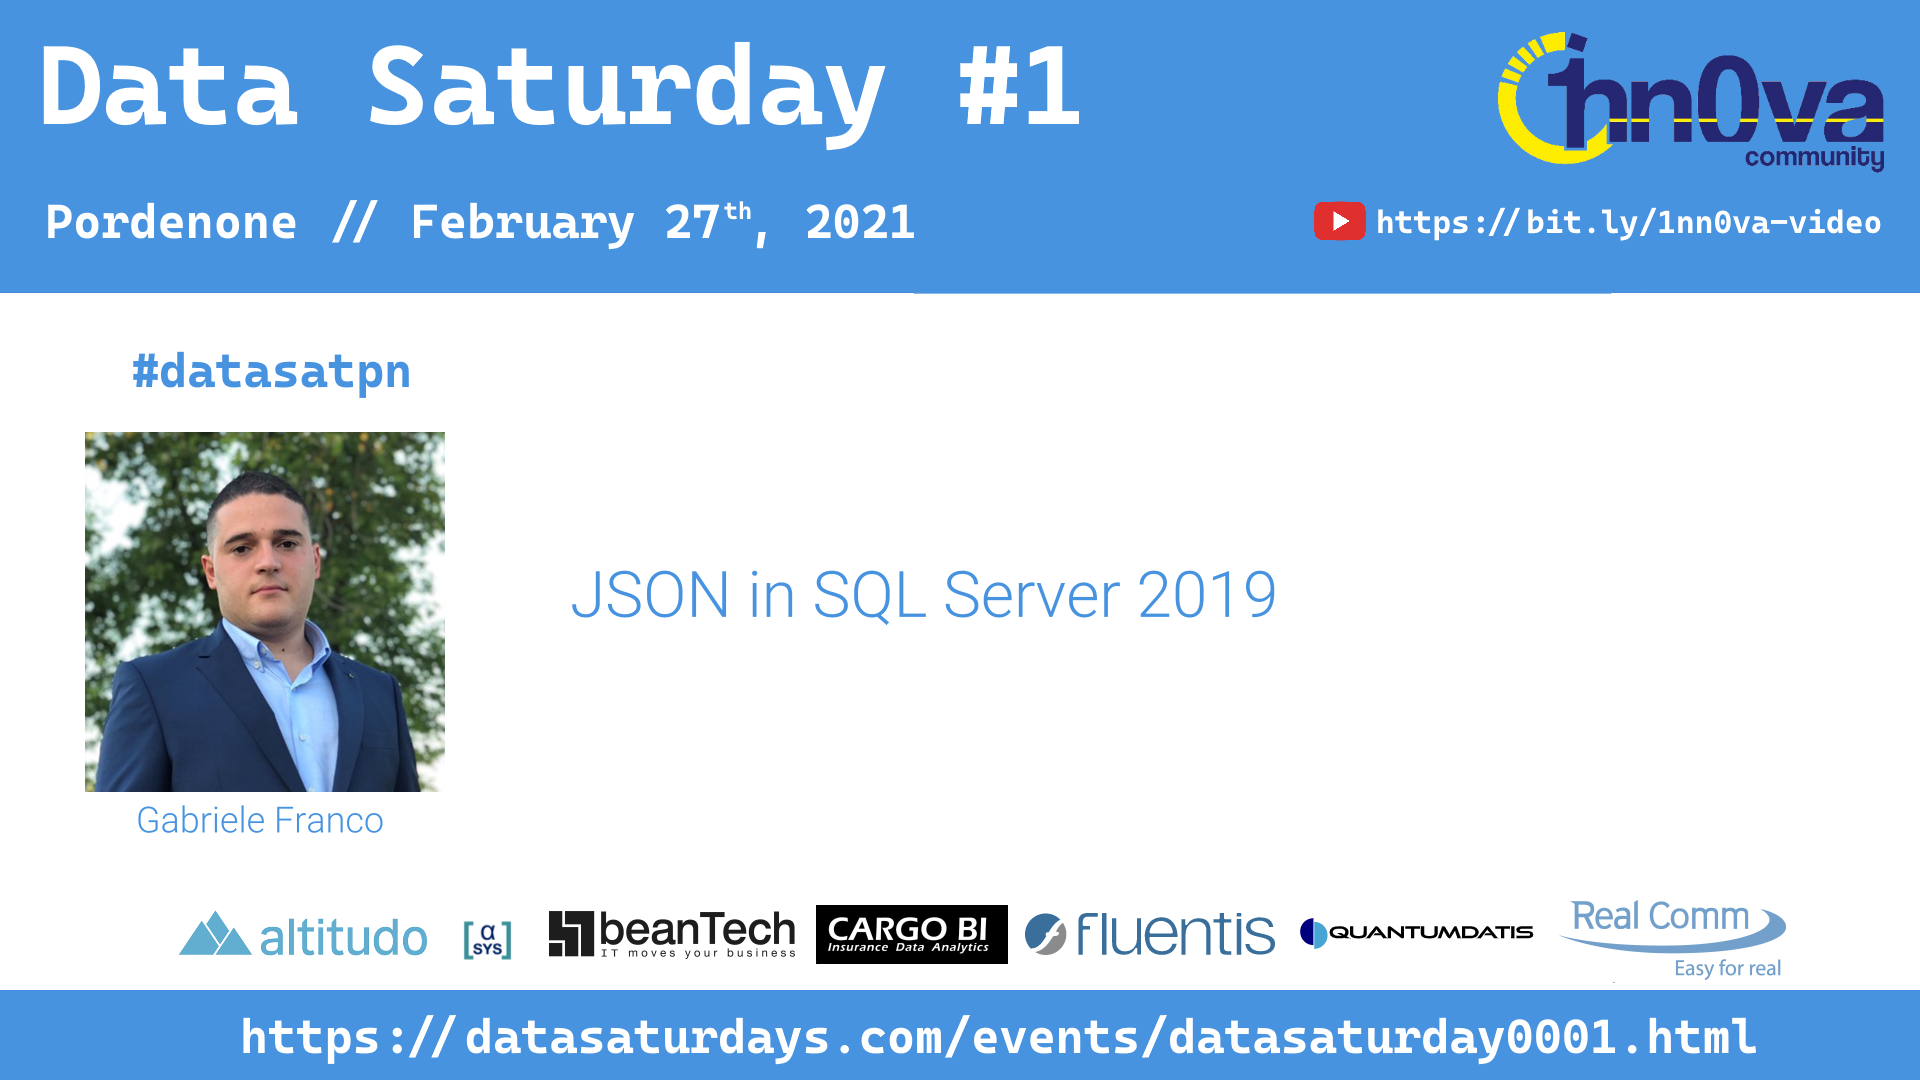 Data Saturday #1
1nn0va
community
Pordenone // February 27th, 2021
https://bit.ly/1nn0va-video
#datasatpn
JSON in SQL Server 2019
Gabriele Franco
altitudo
[α SYS]
beanTech
IT moves your business
CARGO BI
Insurance Data Analytics
fluentis
QUANTUMDATIS
Real Comm
Easy for real
https://datasaturdays.com/events/datasaturday0001.html